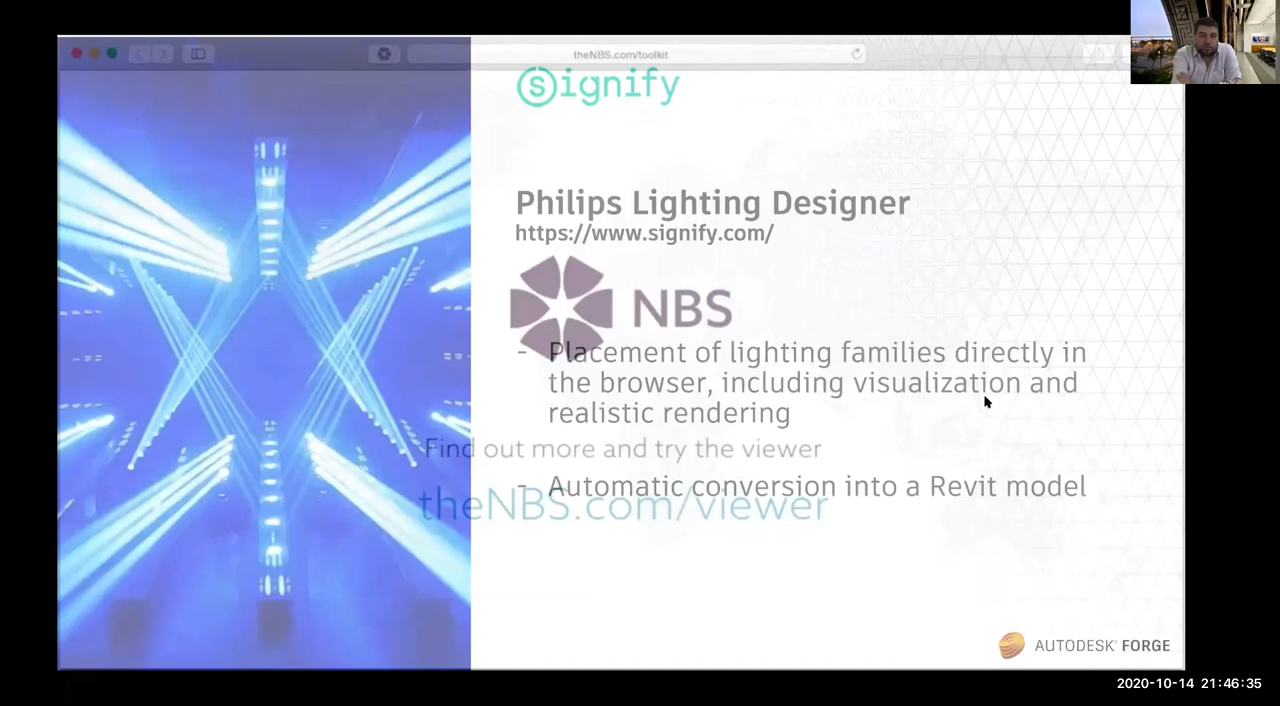 theNBS.com/toolkit
signify
Philips Lighting Designer
https://www.signify.com/
NBS
- Placement of lighting families directly in
the browser, including visualization and
realistic rendering
Find out more and try the viewer
- Automatic conversion into a Revit model
theNBS.com/viewer
AUTODESK® FORGE
2020-10-14 21:46:35